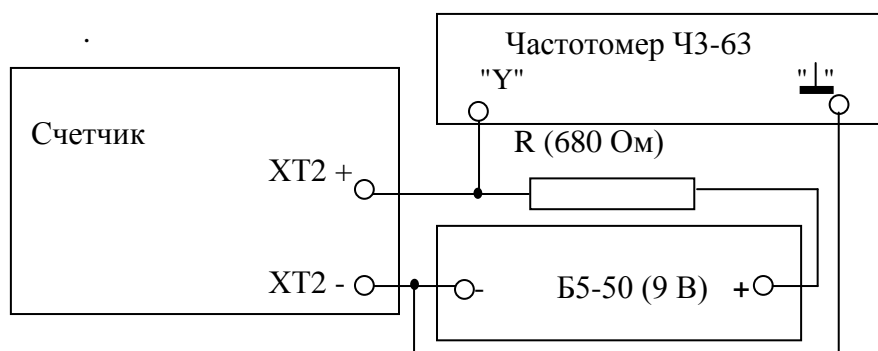 .
Частотомер Ч3-63
"Y" "⊥"
Счетчик
R (680 Ом)
XT2 +
XT2 -
- Б5-50 (9 В) +